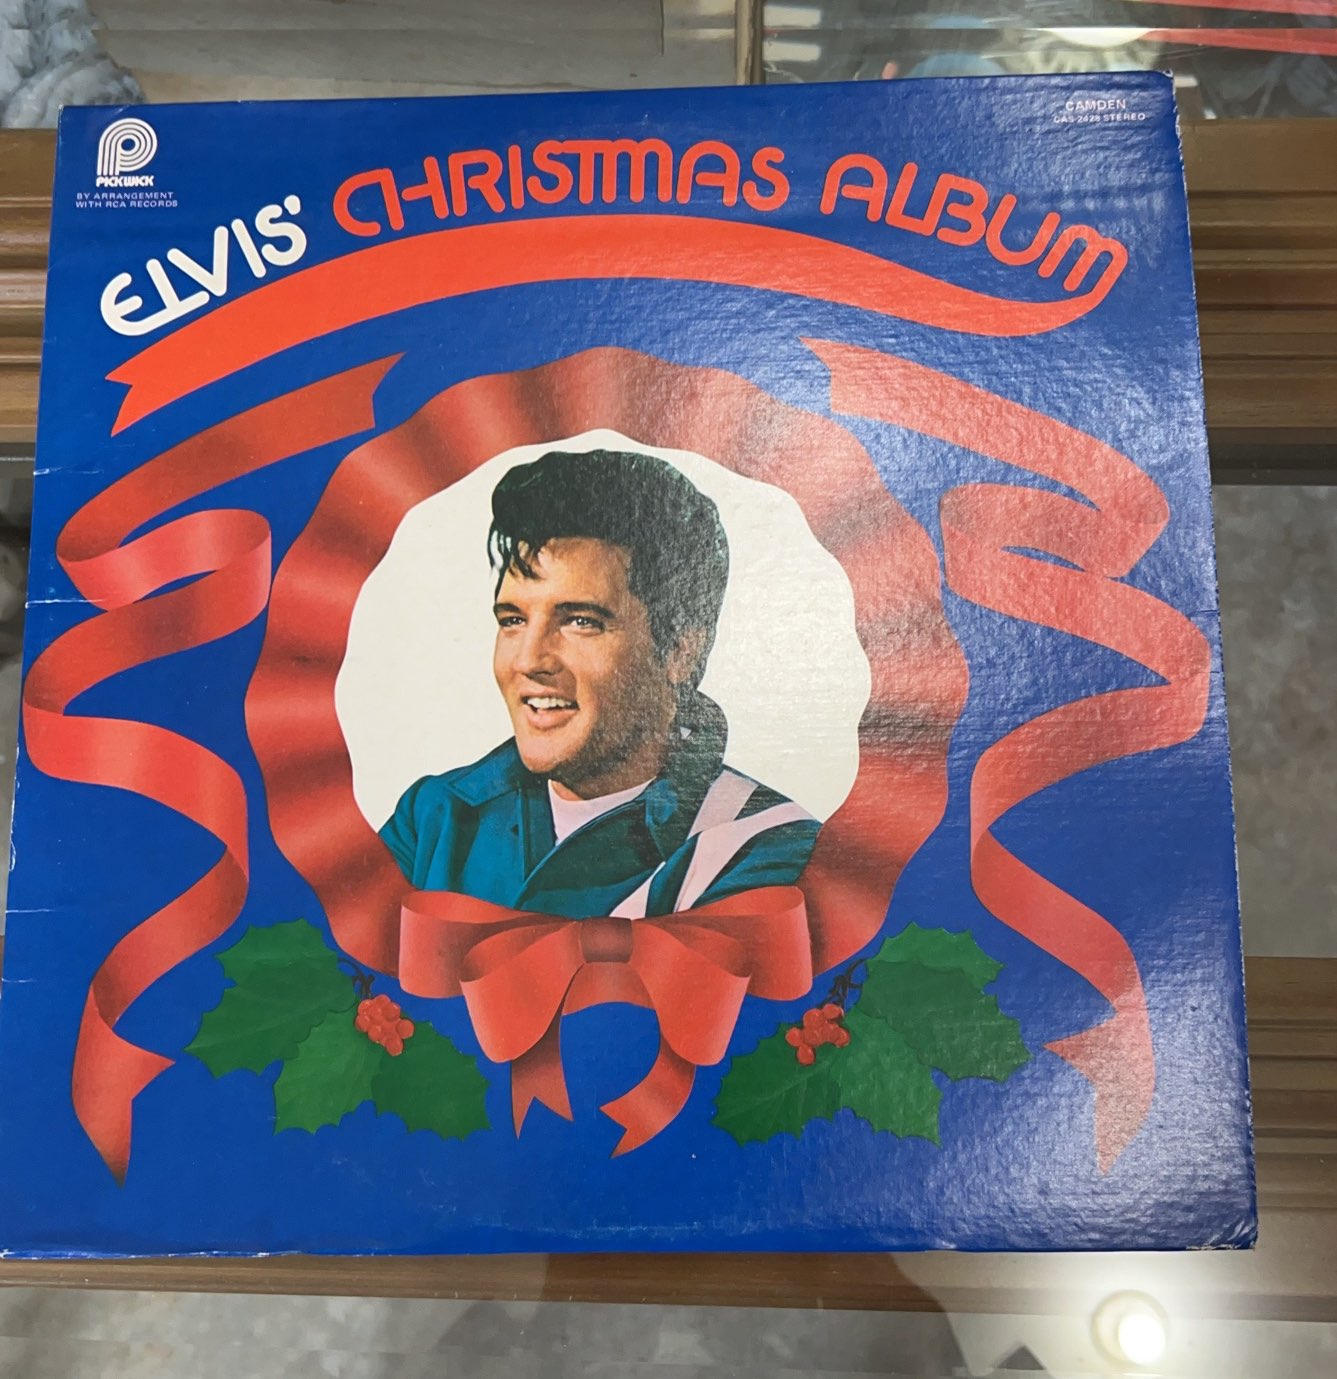 CAMDEN
CAS-2428 STEREO
PICKWICK
BY ARRANGEMENT
WITH RCA RECORDS
ELVIS' CHRISTMAS ALBUM